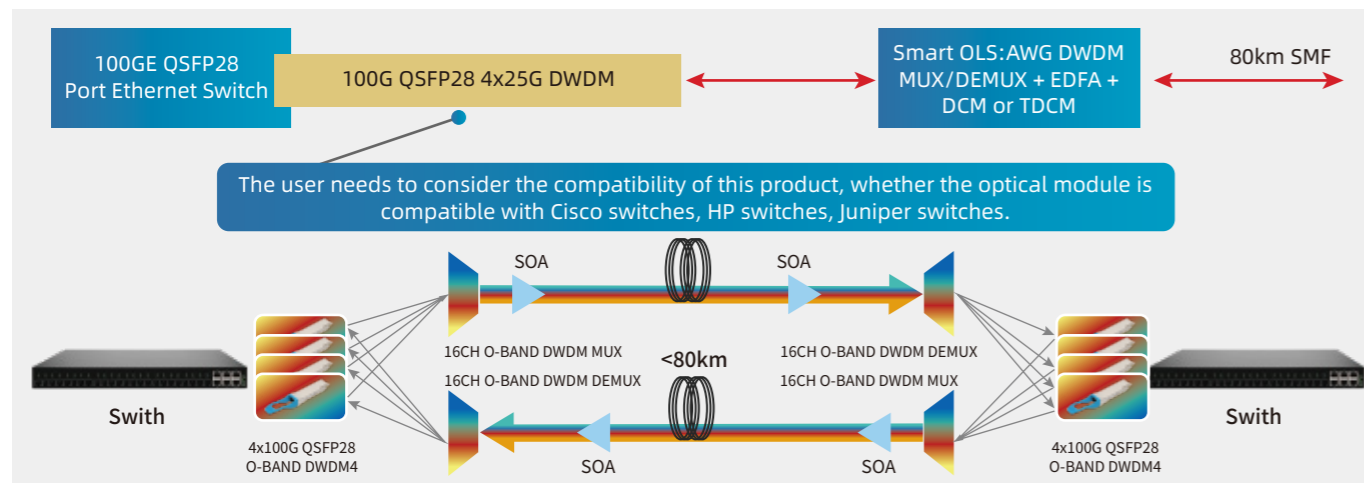 100GE QSFP28
Port Ethernet Switch
100G QSFP28 4x25G DWDM
Smart OLS:AWG DWDM
MUX/DEMUX + EDFA +
DCM or TDCM
80km SMF
The user needs to consider the compatibility of this product, whether the optical module is
compatible with Cisco switches, HP switches, Juniper switches.
SOA
SOA
16CH O-BAND DWDM MUX
<80km
16CH O-BAND DWDM DEMUX
16CH O-BAND DWDM DEMUX
16CH O-BAND DWDM MUX
Swith
Swith
4x100G QSFP28
O-BAND DWDM4
SOA
SOA
4x100G QSFP28
O-BAND DWDM4